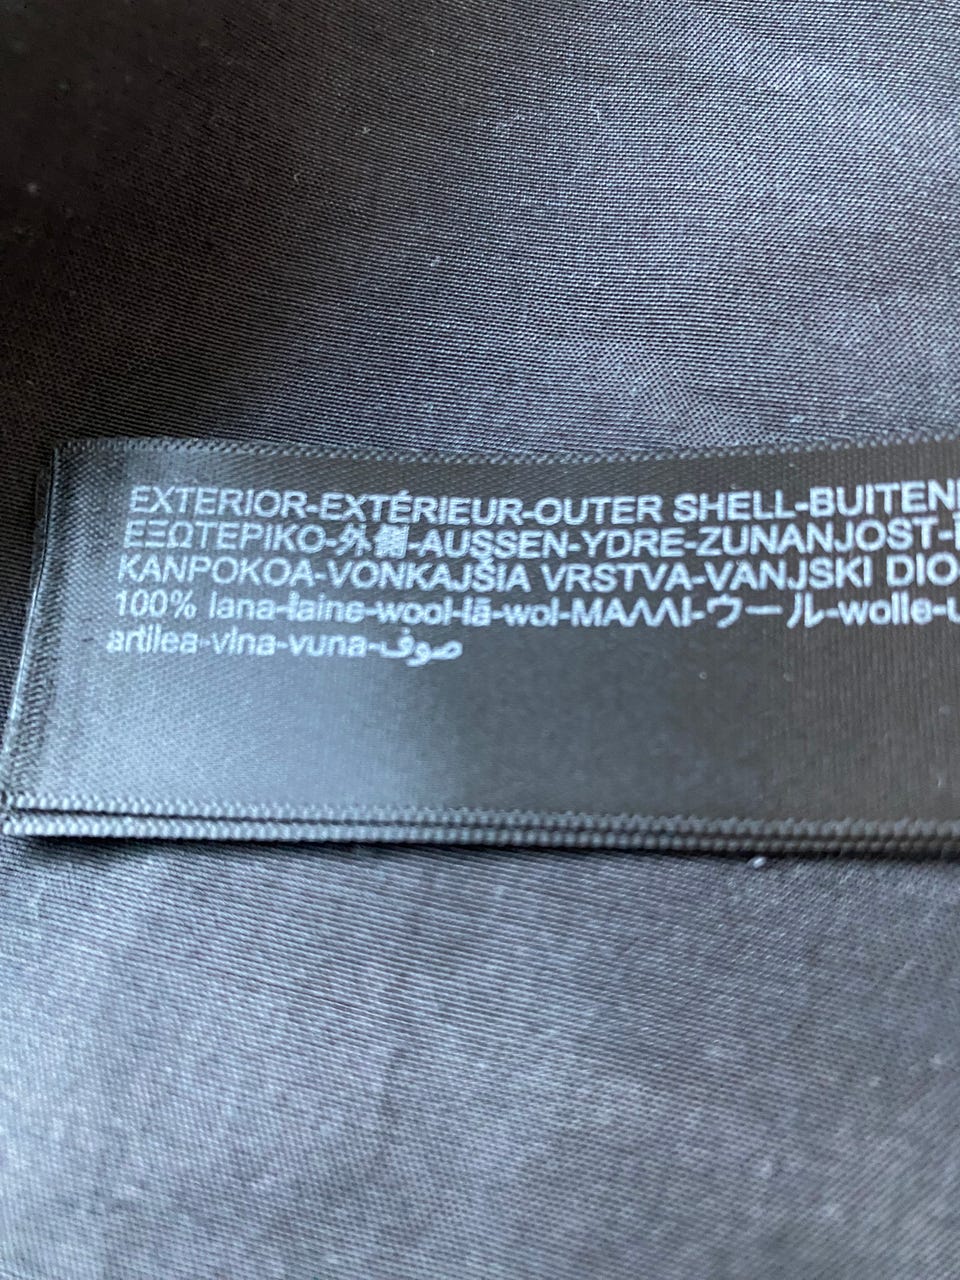 EXTERIOR-EXTÉRIEUR-OUTER SHELL-BUITEN
ΕΞΩΤΕΡΙΚΟ-外側-AUSSEN-YDRE-ZUNANJOST-
KANPOKOA-VONKAJŠIA VRSTVA-VANJSKI DIO
100% lana-laine-wool-lã-wol-ΜΑΛΛΙ-ウール-wolle-u
artilea-vlna-vuna-صوف